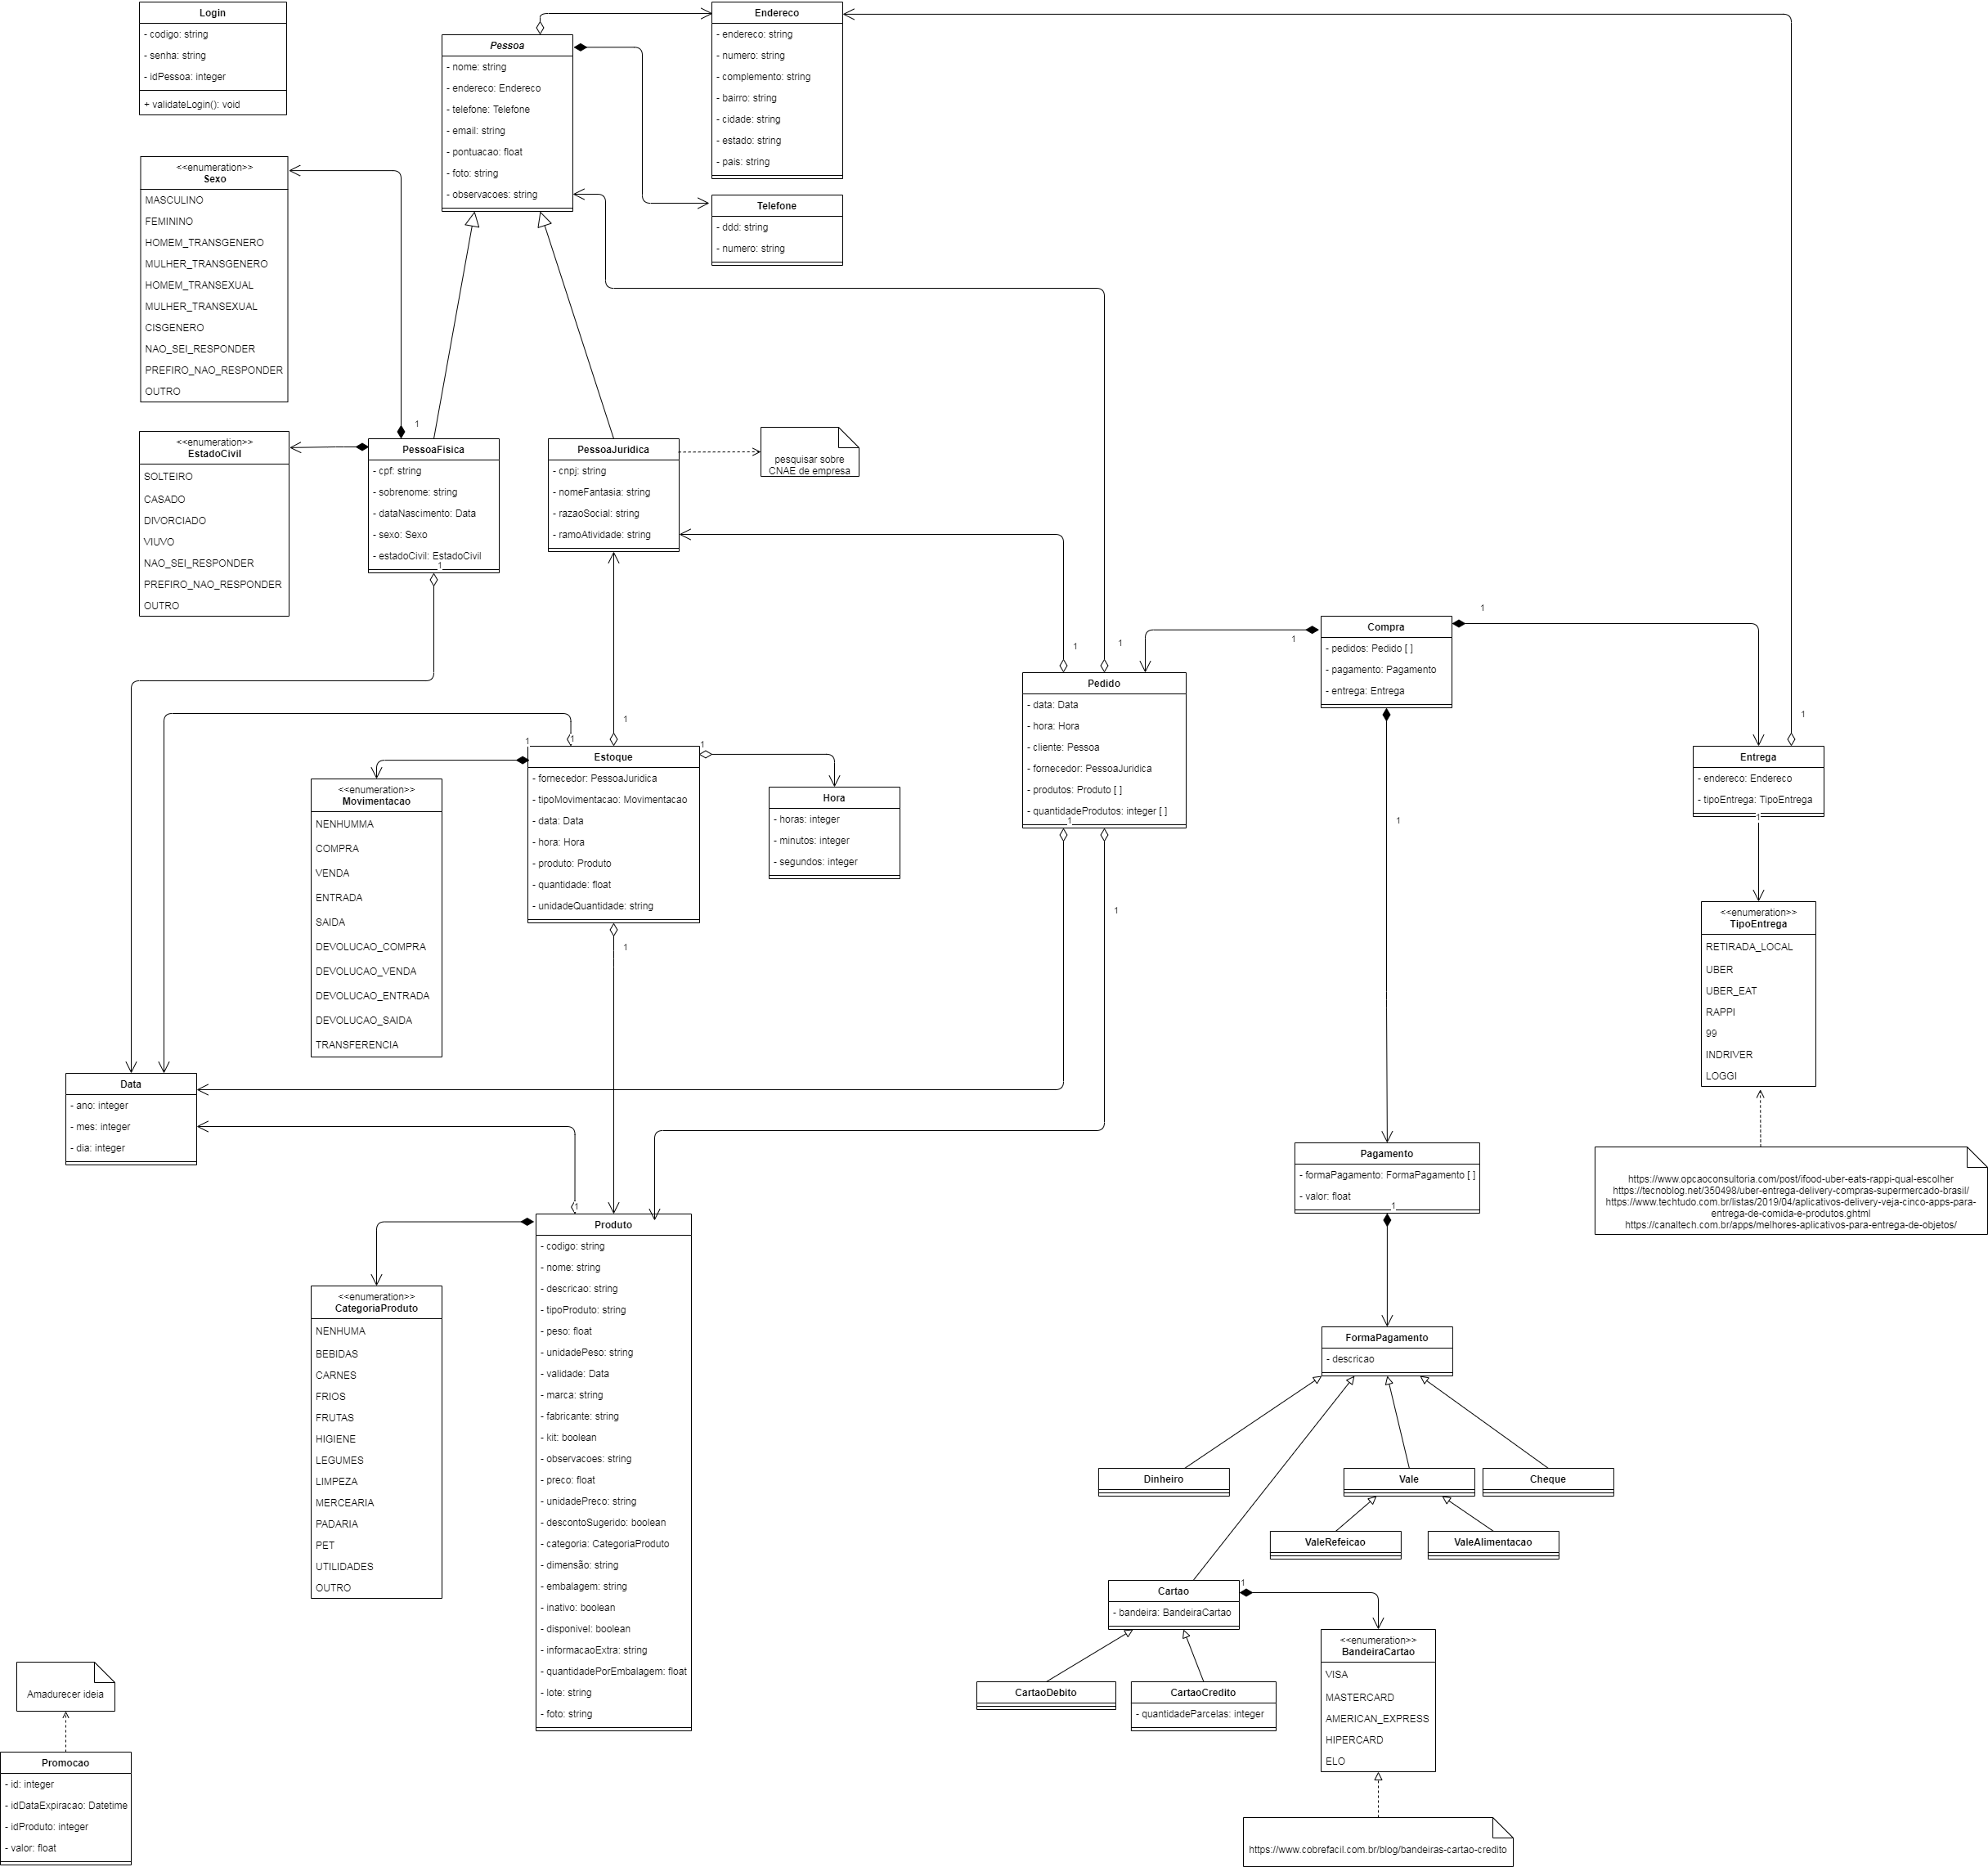 Login
- codigo: string
- senha: string
- idPessoa: integer
+ validateLogin(): void
Pessoa
- nome: string
- endereco: Endereco
- telefone: Telefone
- email: string
- pontuacao: float
- foto: string
- observacoes: string
Endereco
- endereco: string
- numero: string
- complemento: string
- bairro: string
- cidade: string
- estado: string
- pais: string
Telefone
- ddd: string
- numero: string
<<enumeration>>
Sexo
MASCULINO
FEMININO
HOMEM_TRANSGENERO
MULHER_TRANSGENERO
HOMEM_TRANSEXUAL
MULHER_TRANSEXUAL
CISGENERO
NAO_SEI_RESPONDER
PREFIRO_NAO_RESPONDER
OUTRO
<<enumeration>>
EstadoCivil
SOLTEIRO
CASADO
DIVORCIADO
VIUVO
NAO_SEI_RESPONDER
PREFIRO_NAO_RESPONDER
OUTRO
1
PessoaFisica
- cpf: string
- sobrenome: string
- dataNascimento: Data
- sexo: Sexo
- estadoCivil: EstadoCivil
1
PessoaJuridica
- cnpj: string
- nomeFantasia: string
- razaoSocial: string
- ramoAtividade: string
pesquisar sobre
CNAE de empresa
1
1
1
1
Compra
- pedidos: Pedido [ ]
- pagamento: Pagamento
- entrega: Entrega
Pedido
- data: Data
- hora: Hora
- cliente: Pessoa
- fornecedor: PessoaJuridica
- produtos: Produto [ ]
- quantidadeProdutos: integer [ ]
1
1
1
1
Entrega
- endereco: Endereco
- tipoEntrega: TipoEntrega
1
1
1
1
1
Estoque
- fornecedor: PessoaJuridica
- tipoMovimentacao: Movimentacao
- data: Data
- hora: Hora
- produto: Produto
- quantidade: float
- unidadeQuantidade: string
1
<<enumeration>>
Movimentacao
NENHUMMA
COMPRA
VENDA
ENTRADA
SAIDA
DEVOLUCAO_COMPRA
DEVOLUCAO_VENDA
DEVOLUCAO_ENTRADA
DEVOLUCAO_SAIDA
TRANSFERENCIA
Hora
- horas: integer
- minutos: integer
- segundos: integer
<<enumeration>>
TipoEntrega
RETIRADA_LOCAL
UBER
UBER_EAT
RAPPI
99
INDRIVER
LOGGI
https://www.opcaoconsultoria.com/post/ifood-uber-eats-rappi-qual-escolher
https://tecnoblog.net/350498/uber-entrega-delivery-compras-supermercado-brasil/
https://www.techtudo.com.br/listas/2019/04/aplicativos-delivery-veja-cinco-apps-para-
entrega-de-comida-e-produtos.ghtml
https://canaltech.com.br/apps/melhores-aplicativos-para-entrega-de-objetos/
Data
- ano: integer
- mes: integer
- dia: integer
Pagamento
- formaPagamento: FormaPagamento [ ]
- valor: float
1
1
Produto
- codigo: string
- nome: string
- descricao: string
- tipoProduto: string
- peso: float
- unidadePeso: string
- validade: Data
- marca: string
- fabricante: string
- kit: boolean
- observacoes: string
- preco: float
- unidadePreco: string
- descontoSugerido: boolean
- categoria: CategoriaProduto
- dimensão: string
- embalagem: string
- inativo: boolean
- disponivel: boolean
- informacaoExtra: string
- quantidadePorEmbalagem: float
- lote: string
- foto: string
<<enumeration>>
CategoriaProduto
NENHUMA
BEBIDAS
CARNES
FRIOS
FRUTAS
HIGIENE
LEGUMES
LIMPEZA
MERCEARIA
PADARIA
PET
UTILIDADES
OUTRO
FormaPagamento
- descricao
Dinheiro
Vale
Cheque
ValeRefeicao
ValeAlimentacao
1
Cartao
- bandeira: BandeiraCartao
CartaoDebito
CartaoCredito
- quantidadeParcelas: integer
<<enumeration>>
BandeiraCartao
VISA
MASTERCARD
AMERICAN_EXPRESS
HIPERCARD
ELO
https://www.cobrefacil.com.br/blog/bandeiras-cartao-credito
Amadurecer ideia
Promocao
- id: integer
- idDataExpiracao: Datetime
- idProduto: integer
- valor: float